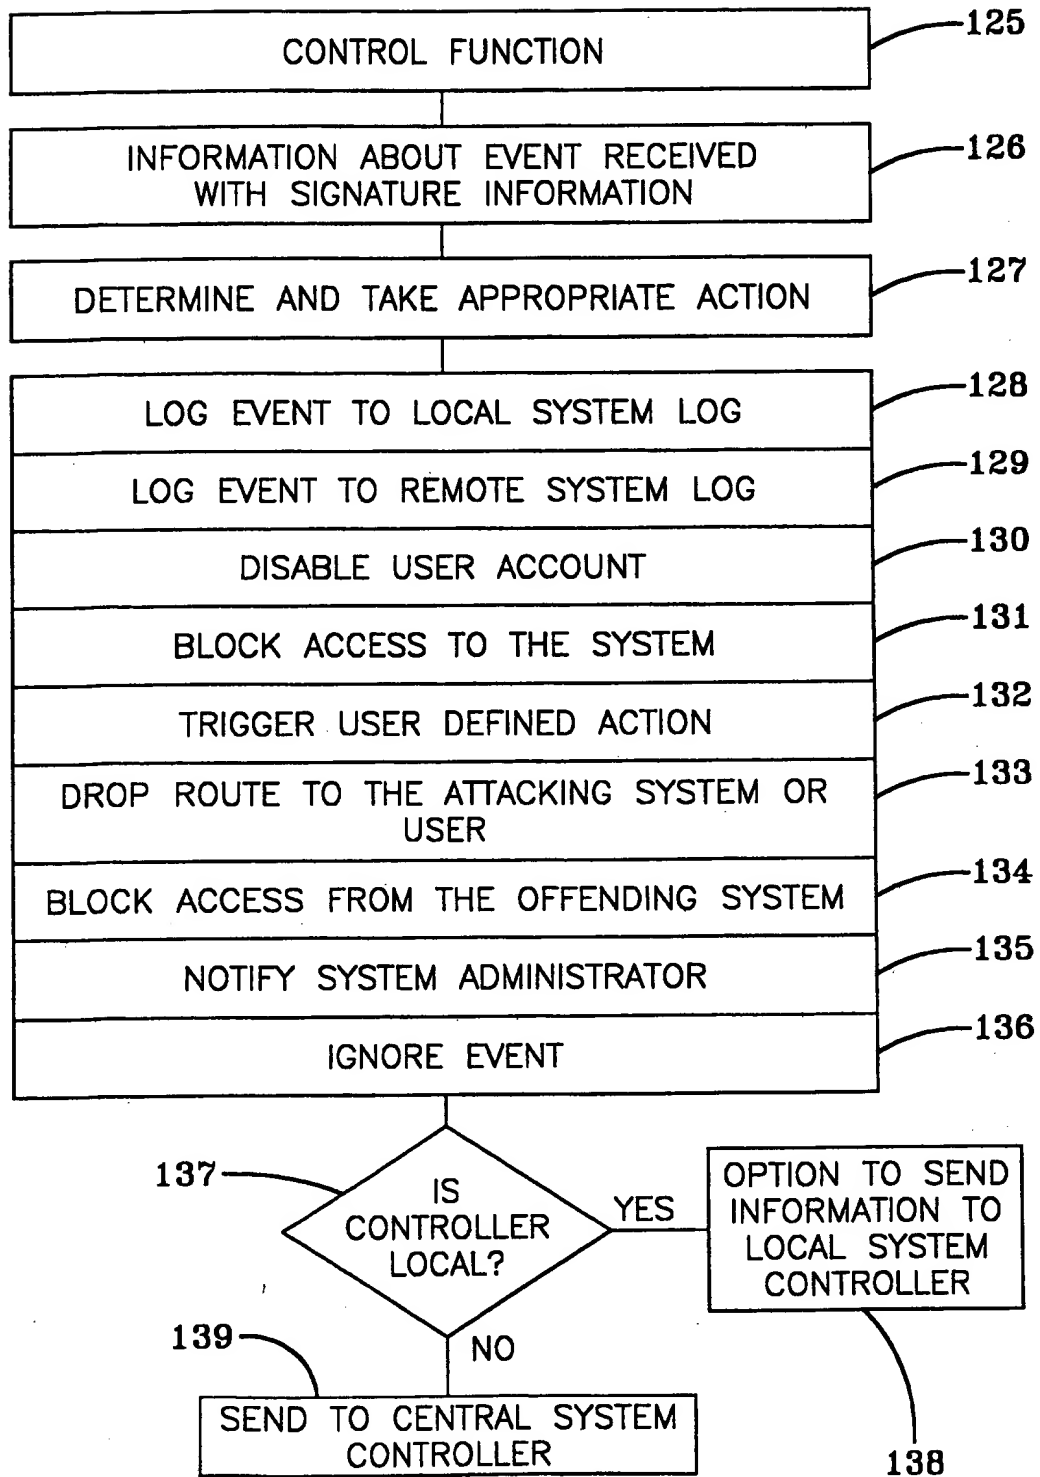 CONTROL FUNCTION
125
INFORMATION ABOUT EVENT RECEIVED
WITH SIGNATURE INFORMATION
126
DETERMINE AND TAKE APPROPRIATE ACTION
127
LOG EVENT TO LOCAL SYSTEM LOG
128
LOG EVENT TO REMOTE SYSTEM LOG
129
DISABLE USER ACCOUNT
130
BLOCK ACCESS TO THE SYSTEM
131
TRIGGER USER DEFINED ACTION
132
DROP ROUTE TO THE ATTACKING SYSTEM OR
USER
133
BLOCK ACCESS FROM THE OFFENDING SYSTEM
134
NOTIFY SYSTEM ADMINISTRATOR
135
IGNORE EVENT
136
137
IS
CONTROLLER
LOCAL?
YES
OPTION TO SEND
INFORMATION TO
LOCAL SYSTEM
CONTROLLER
138
NO
139
SEND TO CENTRAL SYSTEM
CONTROLLER